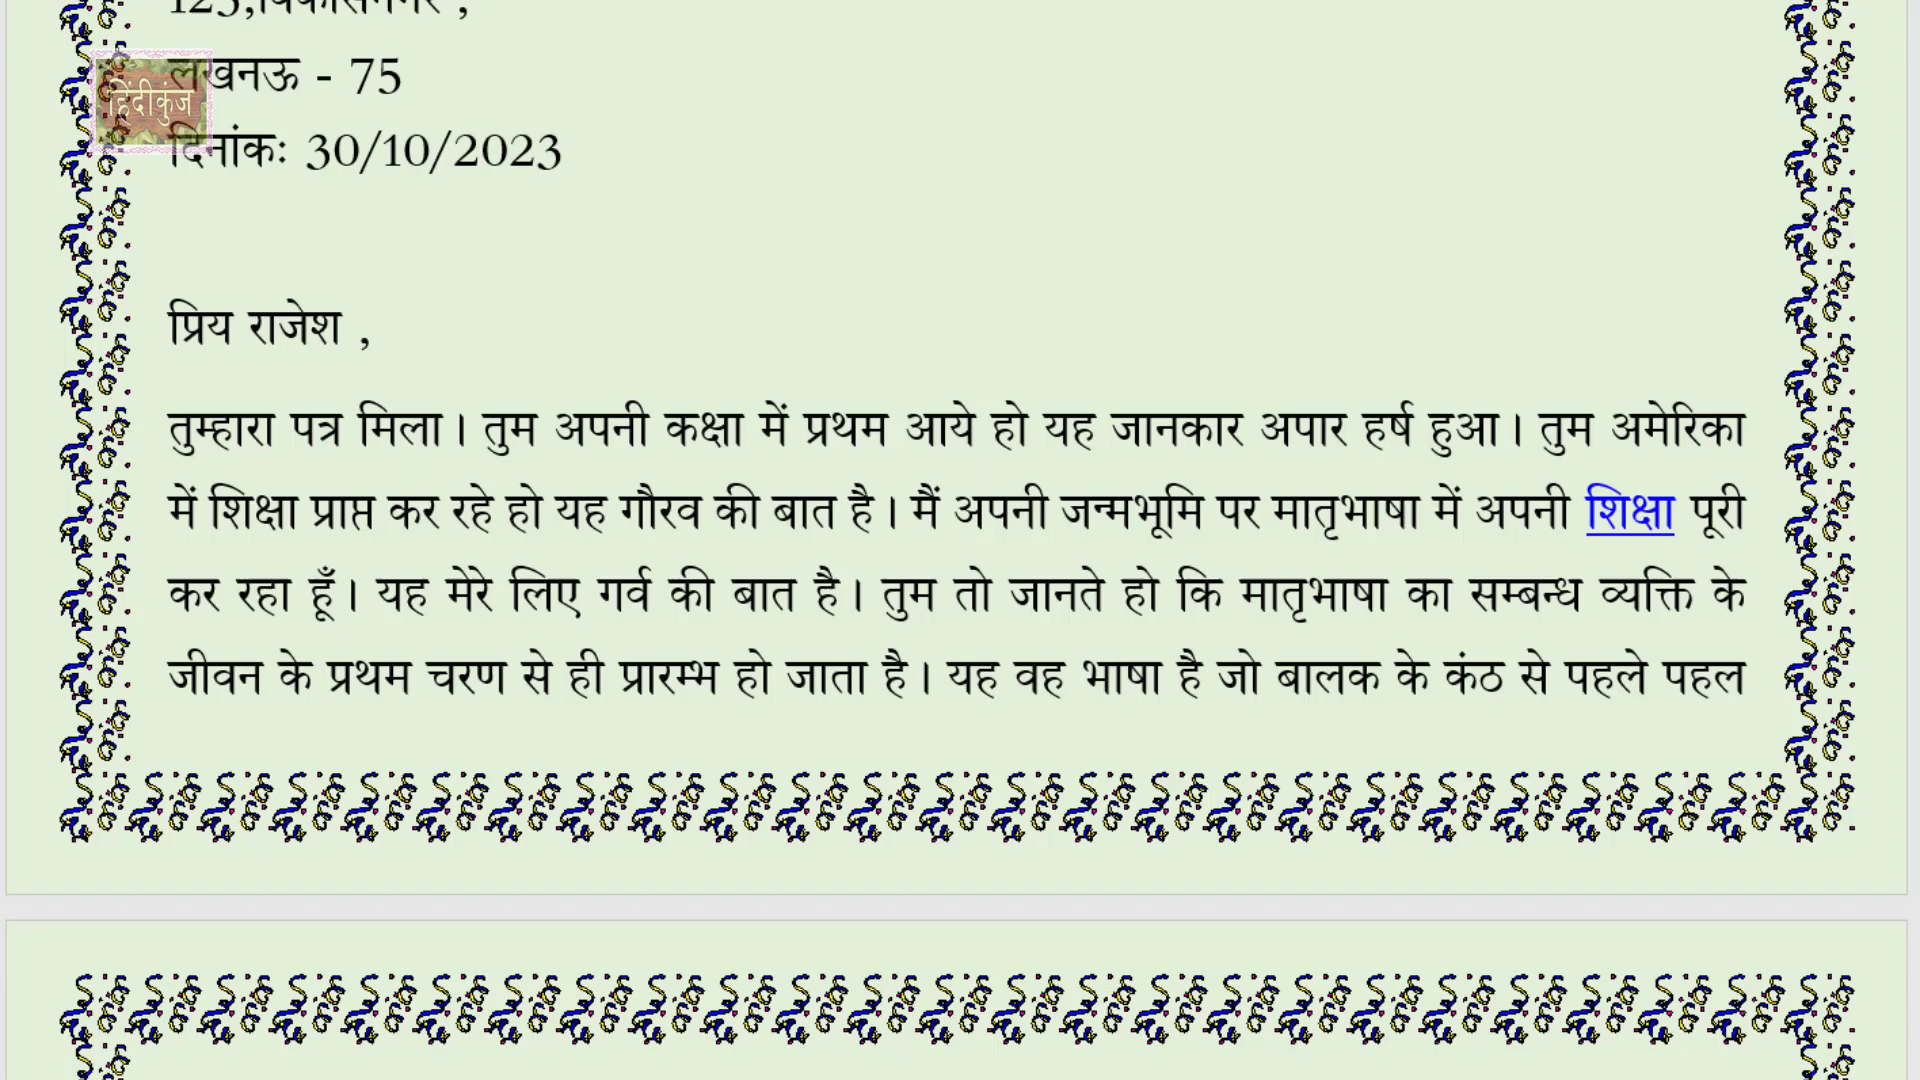 123,विकासनगर ,
लखनऊ - 75
हिंदीकुंज
दिनांकः 30/10/2023
प्रिय राजेश ,
तुम्हारा पत्र मिला। तुम अपनी कक्षा में प्रथम आये हो यह जानकार अपार हर्ष हुआ। तुम अमेरिका
में शिक्षा प्राप्त कर रहे हो यह गौरव की बात है। मैं अपनी जन्मभूमि पर मातृभाषा में अपनी शिक्षा पूरी
कर रहा हूँ। यह मेरे लिए गर्व की बात है। तुम तो जानते हो कि मातृभाषा का सम्बन्ध व्यक्ति के
जीवन के प्रथम चरण से ही प्रारम्भ हो जाता है। यह वह भाषा है जो बालक के कंठ से पहले पहल